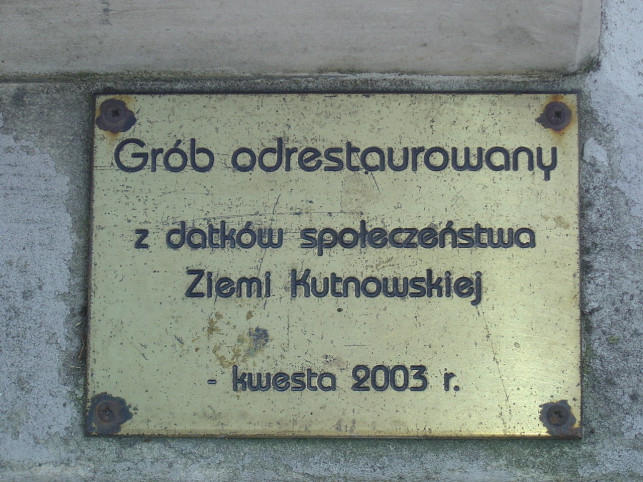 Grób odrestaurowany
z datków społeczeństwa
Ziemi Kutnowskiej
- kwesta 2003 r.